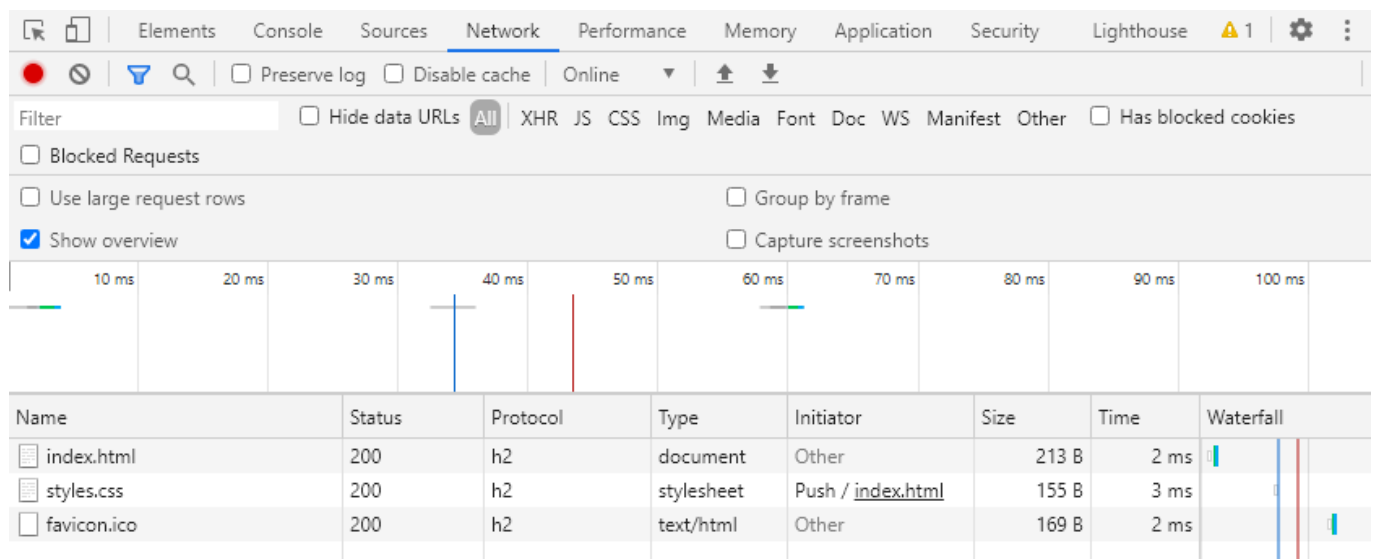 Elements Console Sources Network Performance Memory Application Security Lighthouse 1
Preserve log Disable cache Online
Filter Hide data URLs All XHR JS CSS Img Media Font Doc WS Manifest Other Has blocked cookies
Blocked Requests
Use large request rows Group by frame
Show overview Capture screenshots
10 ms 20 ms 30 ms 40 ms 50 ms 60 ms 70 ms 80 ms 90 ms 100 ms
Name Status Protocol Type Initiator Size Time Waterfall
index.html 200 h2 document Other 213 B 2 ms
styles.css 200 h2 stylesheet Push / index.html 155 B 3 ms
favicon.ico 200 h2 text/html Other 169 B 2 ms